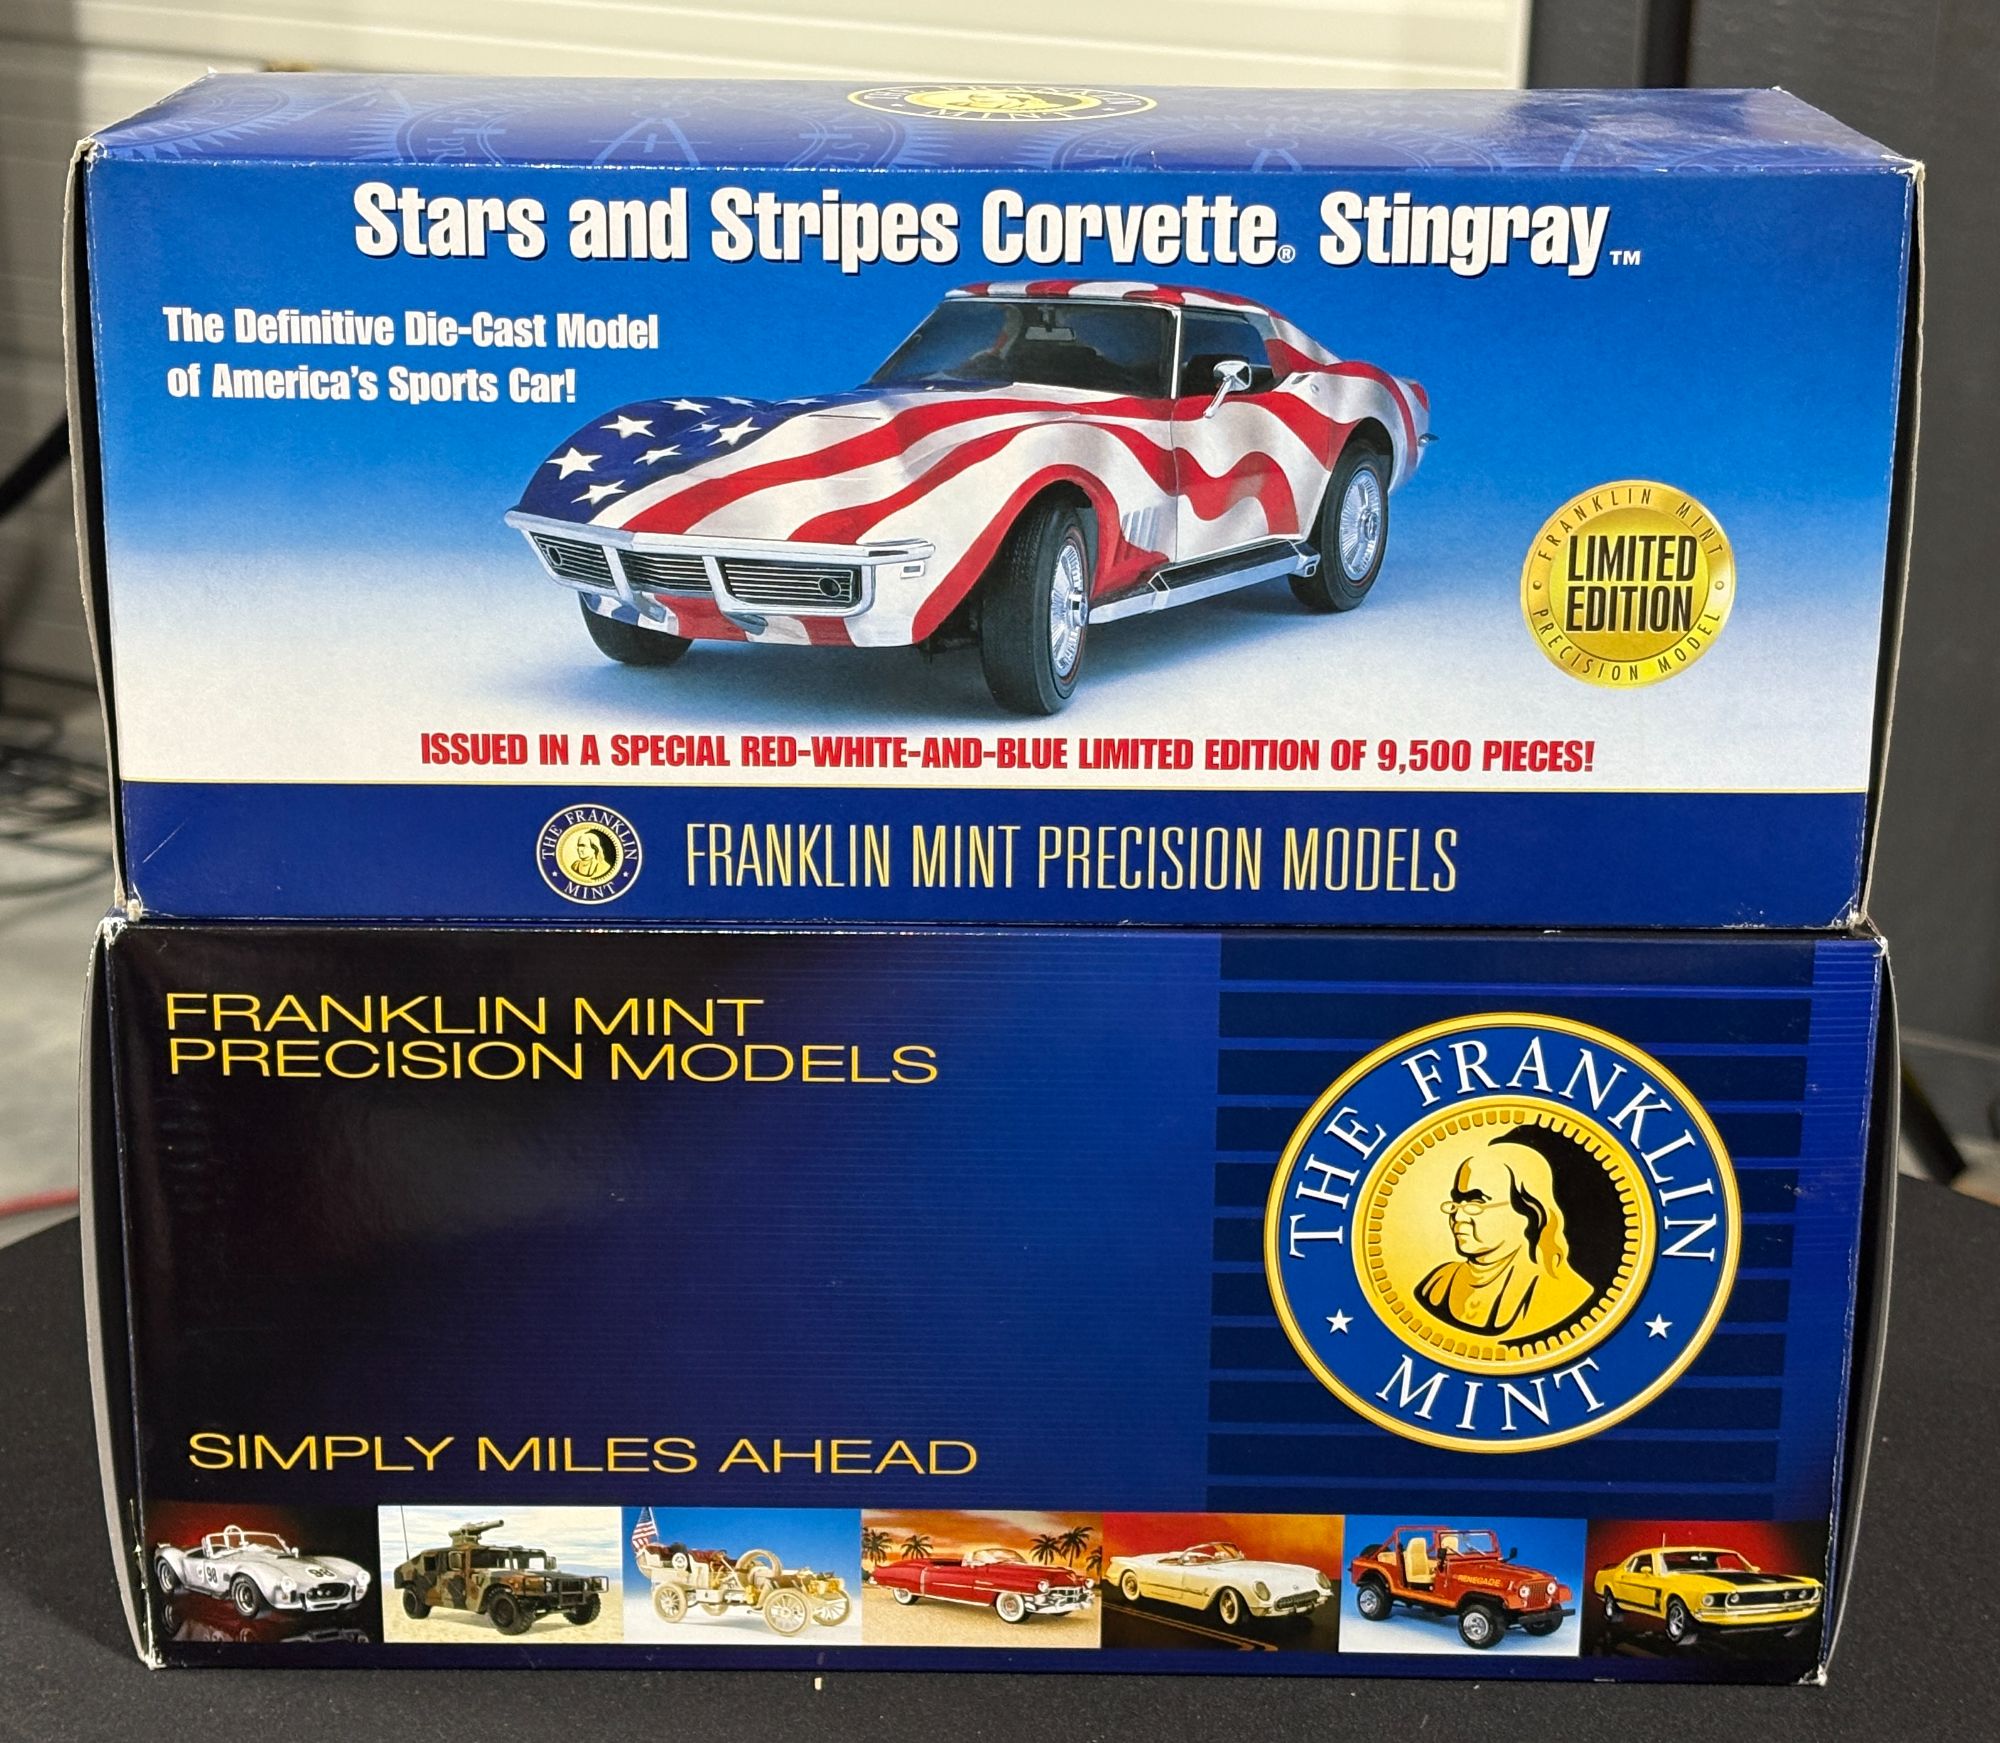 Stars and Stripes Corvette® Stingray™
The Definitive Die-Cast Model
of America's Sports Car!
FRANKLIN MINT
LIMITED
EDITION
PRECISION MODEL
ISSUED IN A SPECIAL RED-WHITE-AND-BLUE LIMITED EDITION OF 9,500 PIECES!
THE FRANKLIN
MINT
FRANKLIN MINT PRECISION MODELS
FRANKLIN MINT
PRECISION MODELS
THE FRANKLIN
MINT
SIMPLY MILES AHEAD
98
98
RENEGADE